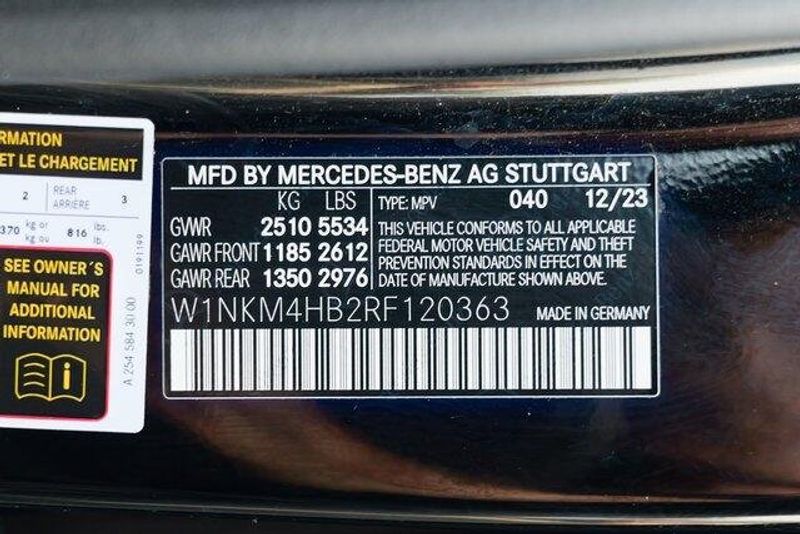 RMATION
ET LE CHARGEMENT
2 REAR ARRIÈRE 3
370 kg or kg ou 816 lbs. lb.
SEE OWNER´S
MANUAL FOR
ADDITIONAL
INFORMATION
0191199
A 254 584 30 00
MFD BY MERCEDES-BENZ AG STUTTGART
KG LBS TYPE: MPV 040 12/23
GVWR 2510 5534
GAWR FRONT 1185 2612
GAWR REAR 1350 2976
THIS VEHICLE CONFORMS TO ALL APPLICABLE
FEDERAL MOTOR VEHICLE SAFETY AND THEFT
PREVENTION STANDARDS IN EFFECT ON THE
DATE OF MANUFACTURE SHOWN ABOVE.
W1NKM4HB2RF120363 MADE IN GERMANY